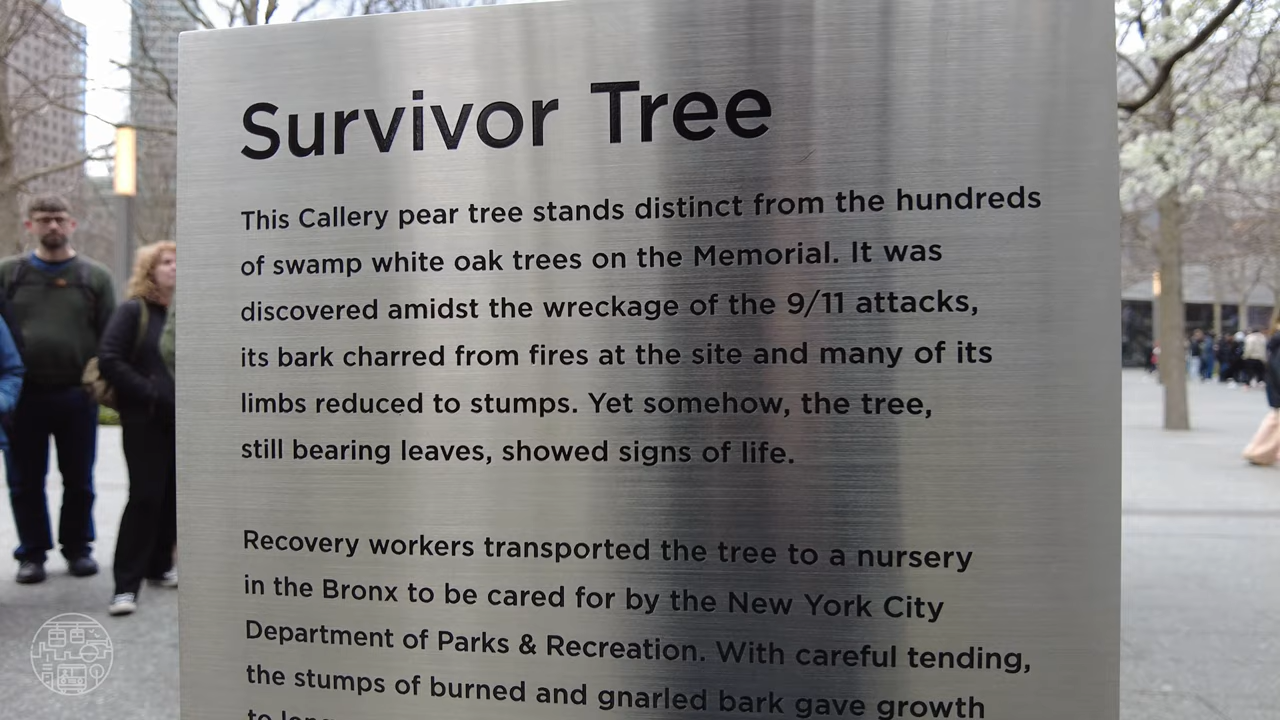 Survivor Tree
This Callery pear tree stands distinct from the hundreds
of swamp white oak trees on the Memorial. It was
discovered amidst the wreckage of the 9/11 attacks,
its bark charred from fires at the site and many of its
limbs reduced to stumps. Yet somehow, the tree,
still bearing leaves, showed signs of life.
Recovery workers transported the tree to a nursery
in the Bronx to be cared for by the New York City
Department of Parks & Recreation. With careful tending,
the stumps of burned and gnarled bark gave growth